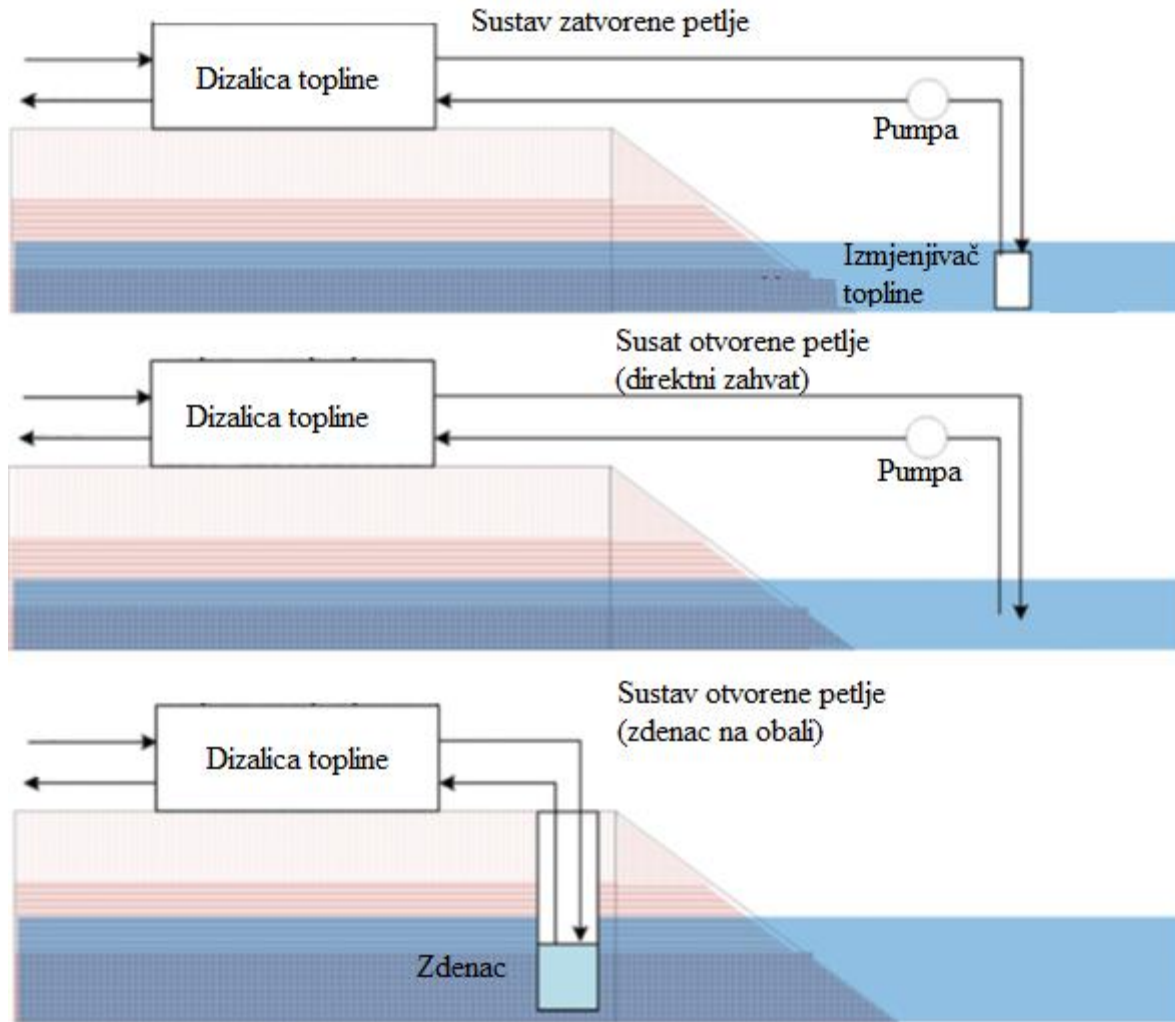 Sustav zatvorene petlje
Dizalica topline
Pumpa
Izmjenjivač
topline
Susat otvorene petlje
(direktni zahvat)
Dizalica topline
Pumpa
Sustav otvorene petlje
(zdenac na obali)
Dizalica topline
Zdenac